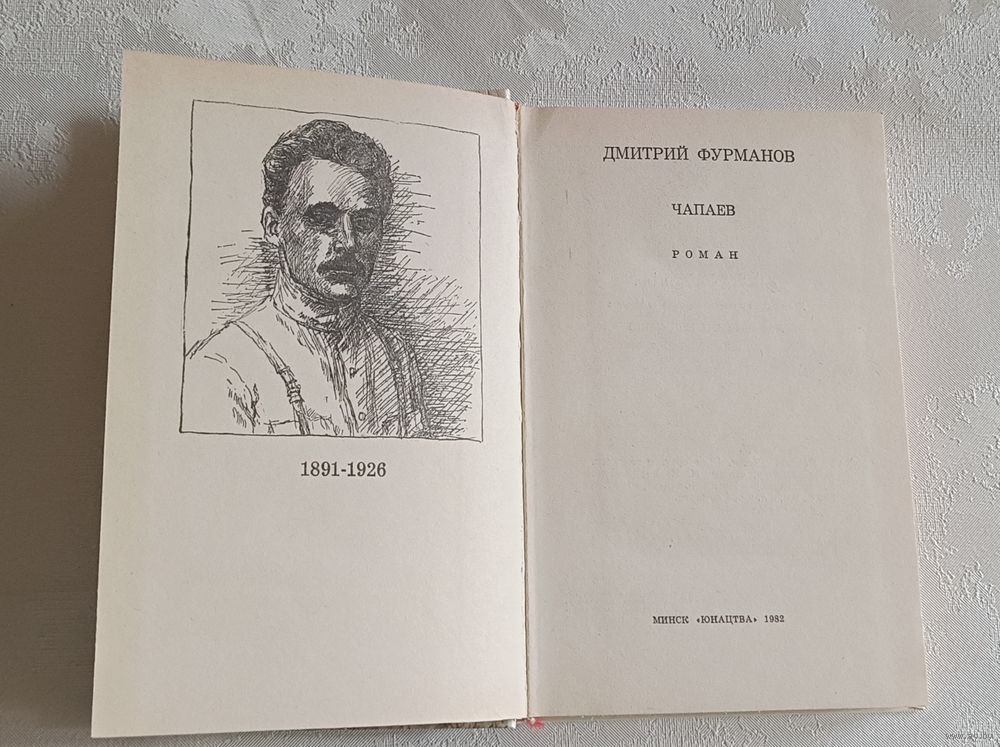 1891-1926
ДМИТРИЙ ФУРМАНОВ
ЧАПАЕВ
РОМАН
МИНСК «ЮНАЦТВА» 1982